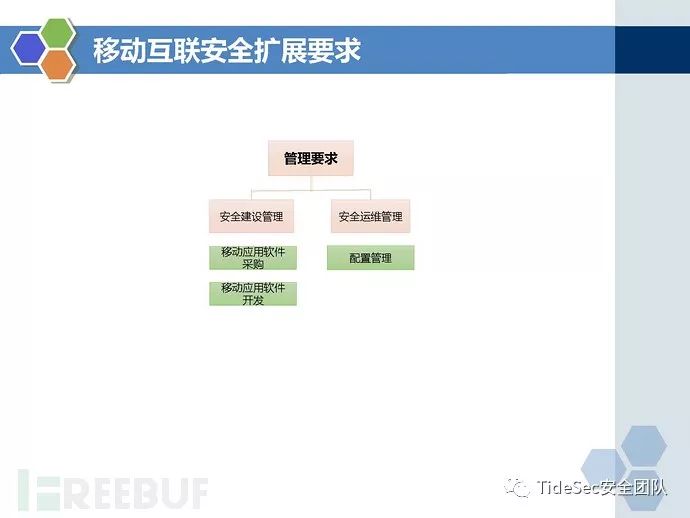 移动互联安全扩展要求
管理要求
安全建设管理
安全运维管理
移动应用软件
采购
配置管理
移动应用软件
开发
FREEBUF
TideSec安全团队